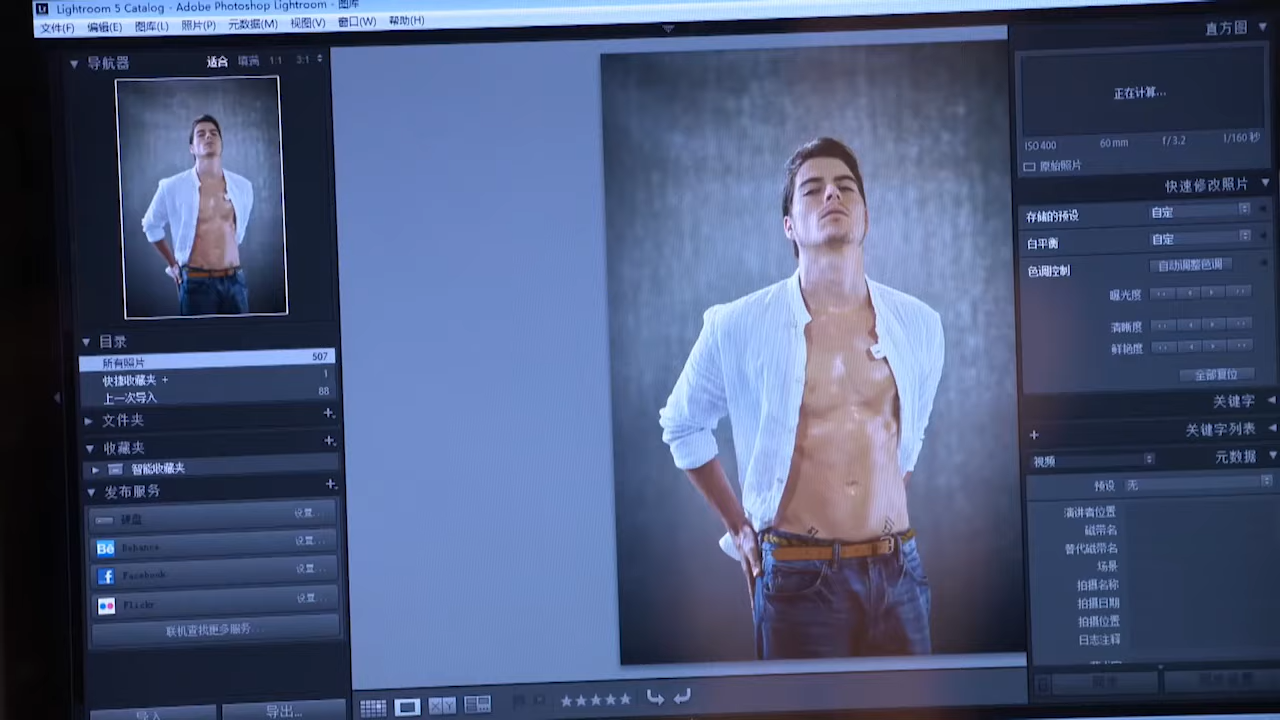 Lightroom 5 Catalog - Adobe Photoshop Lightroom - 图库
文件(F) 编辑(E) 图库(L) 照片(P) 元数据(M) 视图(V) 窗口(W) 帮助(H)
导航器 适合 填满 1:1 3:1
目录
所有照片 507
快捷收藏夹 + 1
上一次导入 88
文件夹
收藏夹
智能收藏夹
发布服务
硬盘 设置...
Bē Behance 设置...
f Facebook 设置...
Flickr 设置...
联机查找更多服务...
导入 导出...
X Y
直方图
正在计算...
ISO 400 60 mm f / 3.2 1/160 秒
原始照片
快速修改照片
存储的预设 自定
白平衡 自定
色调控制 自动调整色调
曝光度
清晰度
鲜艳度
全部复位
关键字
关键字列表
视频 元数据
预设 无
演讲者位置
磁带名
替代磁带名
场景
拍摄名称
拍摄日期
拍摄位置
日志注释